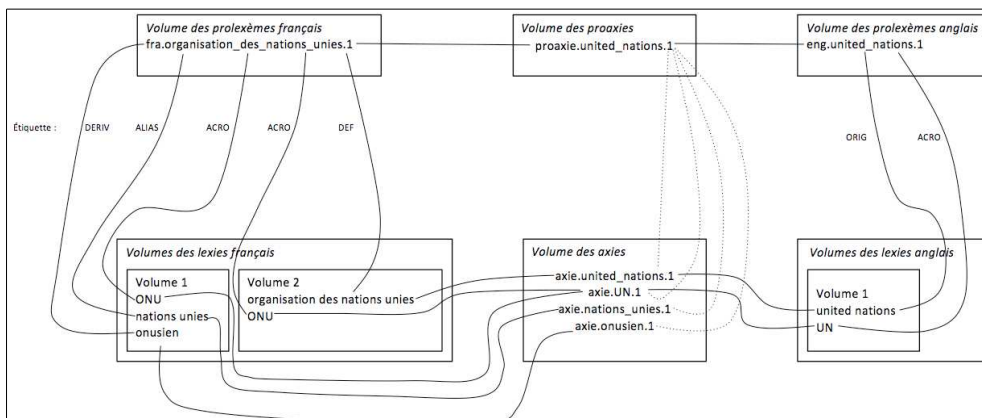 Volume des prolexèmes français
fra.organisation_des_nations_unies.1
Volume des proaxies
proaxie.united_nations.1
Volume des prolexèmes anglais
eng.united_nations.1
Étiquette :
DERIV
ALIAS
ACRO
ACRO
DEF
ORIG
ACRO
Volumes des lexies français
Volume 1
ONU
nations unies
onusien
Volume 2
organisation des nations unies
ONU
Volume des axies
axie.united_nations.1
axie.UN.1
axie.nations_unies.1
axie.onusien.1
Volumes des lexies anglais
Volume 1
united nations
UN